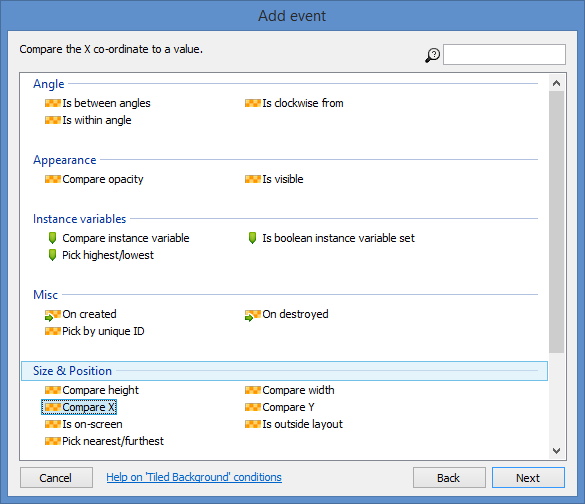 Add event
Compare the X co-ordinate to a value.
Angle
Is between angles Is clockwise from
Is within angle
Appearance
Compare opacity Is visible
Instance variables
Compare instance variable Is boolean instance variable set
Pick highest/lowest
Misc
On created On destroyed
Pick by unique ID
Size & Position
Compare height Compare width
Compare X Compare Y
Is on-screen Is outside layout
Pick nearest/furthest
Cancel Help on 'Tiled Background' conditions Back Next